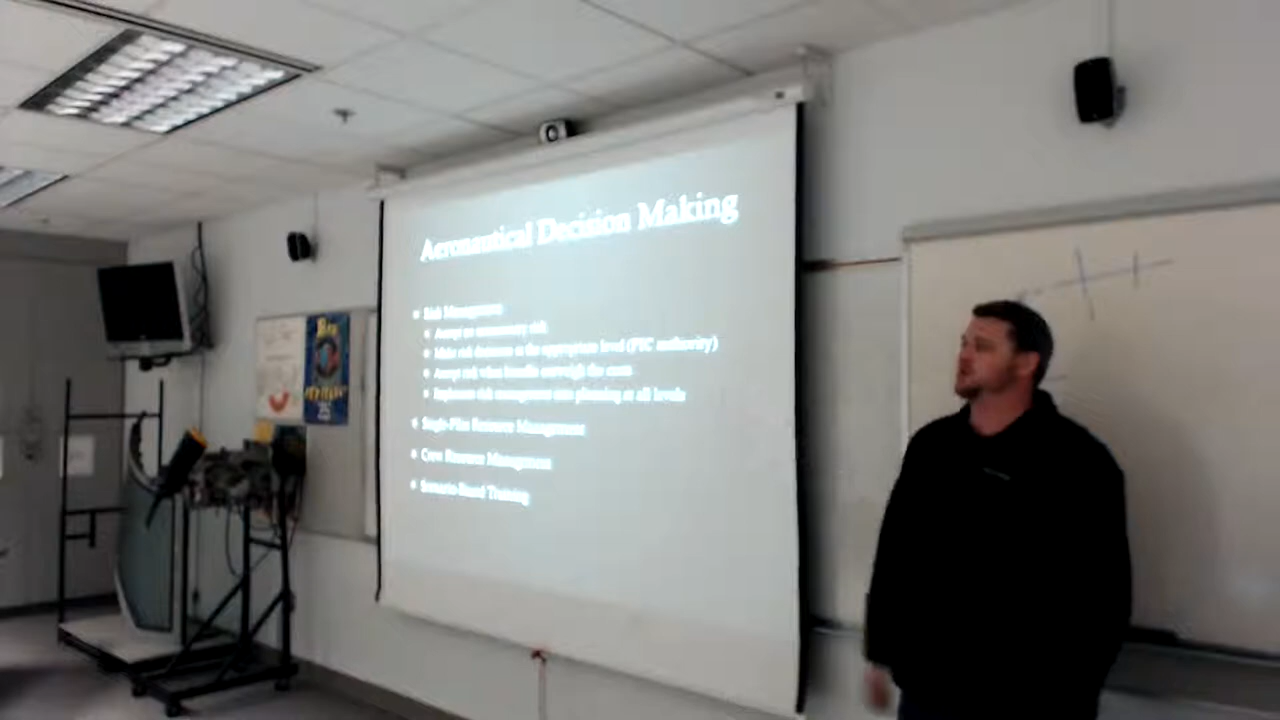 Aeronautical Decision Making
Risk Management
Accept no unnecessary risk
Make risk decisions at the appropriate level (PIC authority)
Accept risk when benefits outweigh the costs
risk management into planning at all levels
Single-Pilot Resource Management
Crew Resource Management
Scenario-Based Training